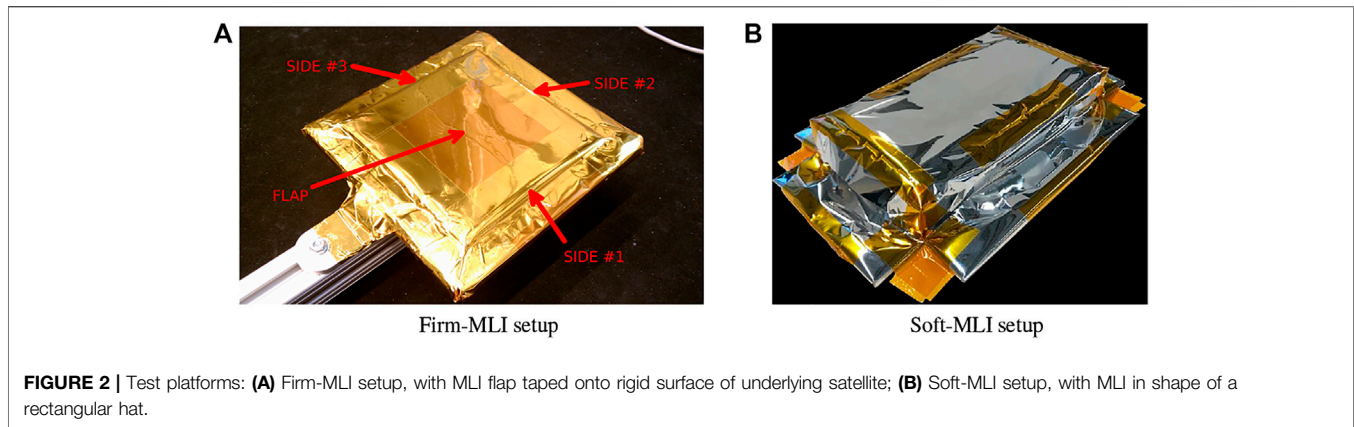 A
B
SIDE #3
SIDE #2
FLAP
SIDE #1
Firm-MLI setup
Soft-MLI setup
FIGURE 2 | Test platforms: (A) Firm-MLI setup, with MLI flap taped onto rigid surface of underlying satellite; (B) Soft-MLI setup, with MLI in shape of a
rectangular hat.